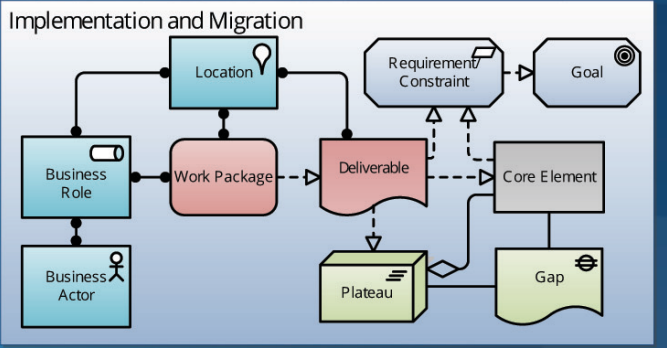 Implementation and Migration
Location
Requirement/
Constraint
Goal
Business
Role
Work Package
Deliverable
Core Element
Business
Actor
Plateau
Gap